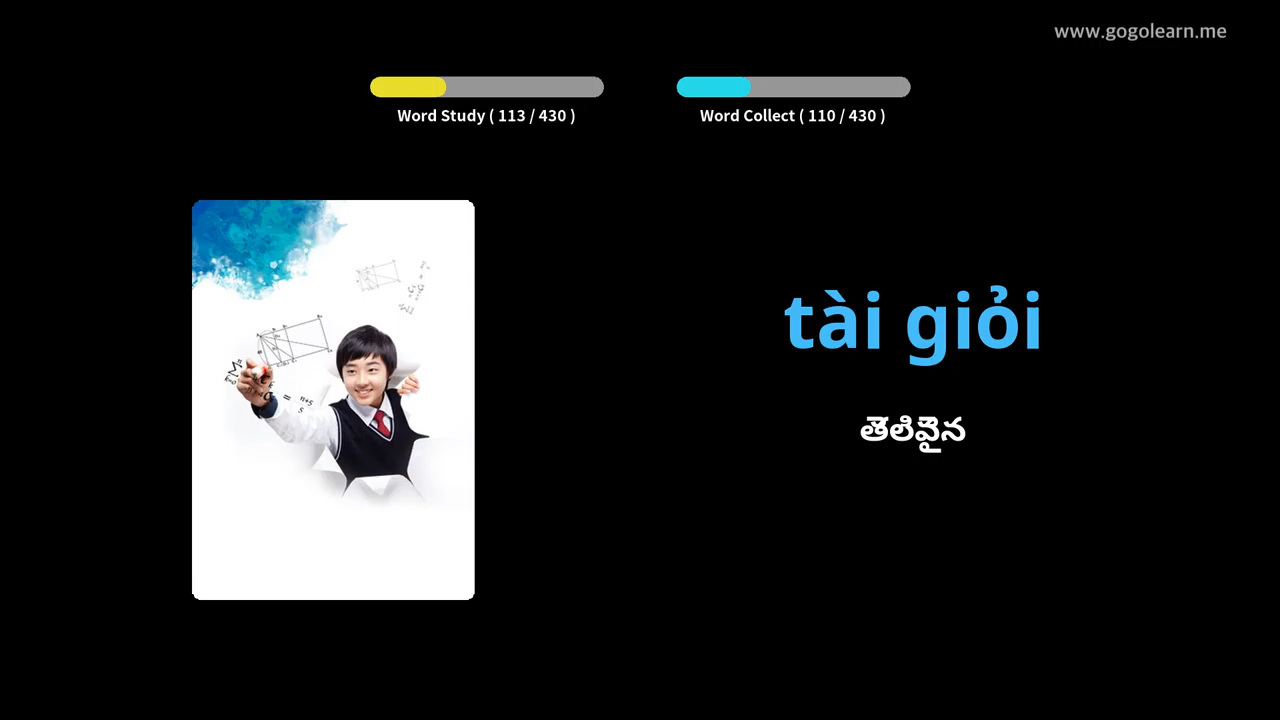 www.gogolearn.me
Word Study ( 113 / 430 )
Word Collect ( 110 / 430 )
tài giỏi
తెలివైన